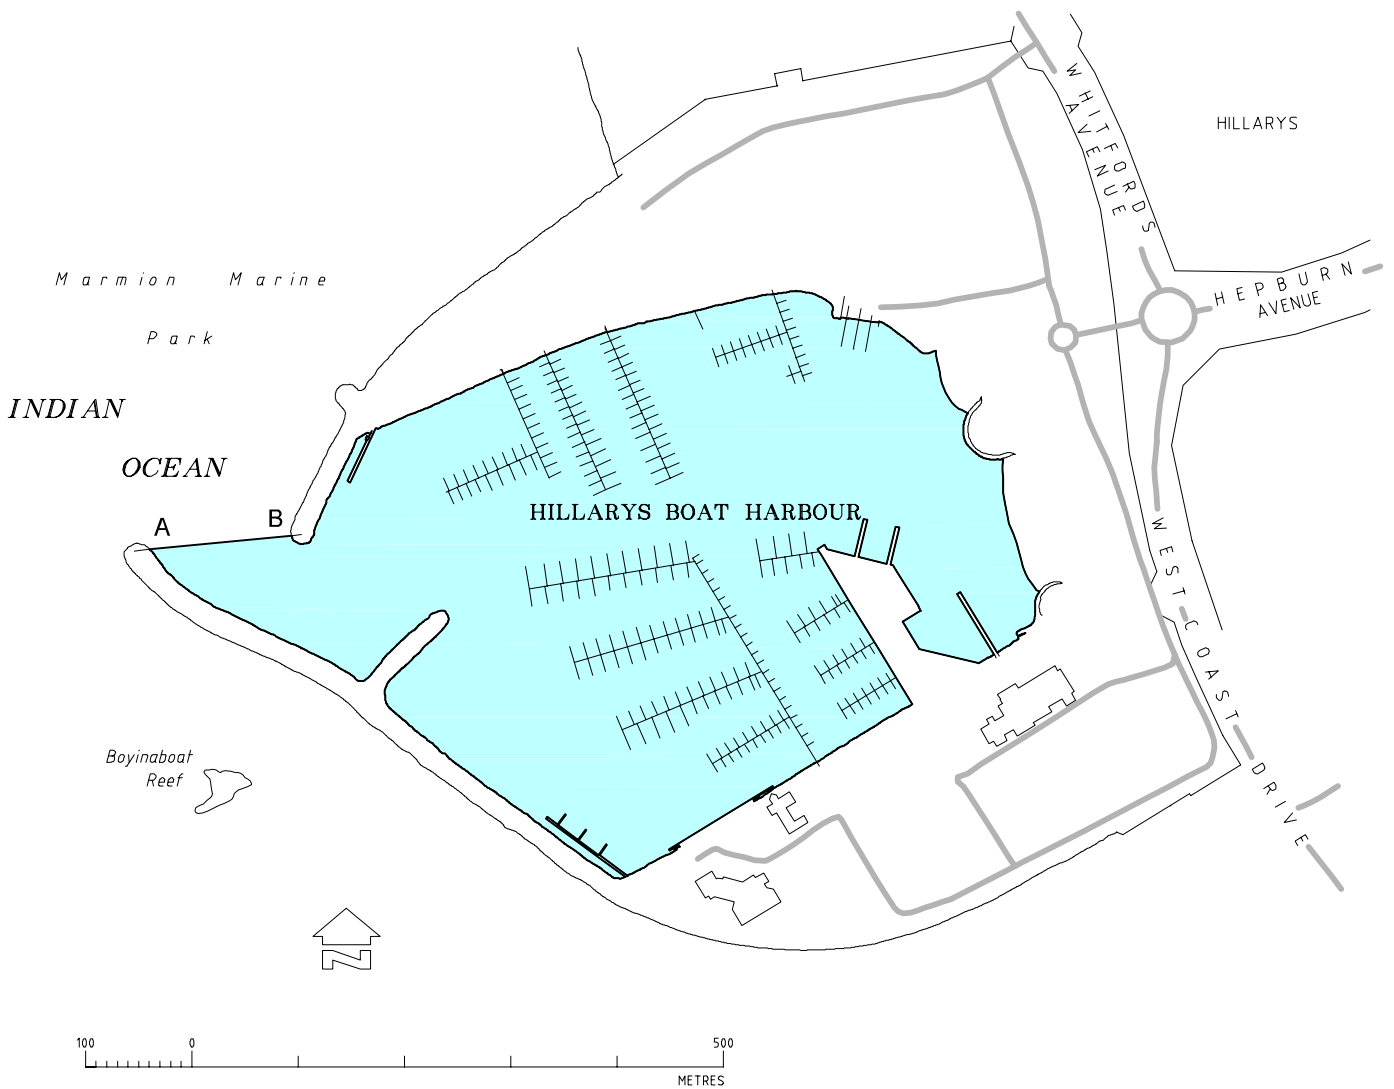 WHITFORDS
AVENUE
HILLARYS
Marmion Marine
Park
HEPBURN
AVENUE
INDIAN
OCEAN
A
B
HILLARYS BOAT HARBOUR
WEST COAST DRIVE
Boyinaboat
Reef
N
100 0 500
METRES